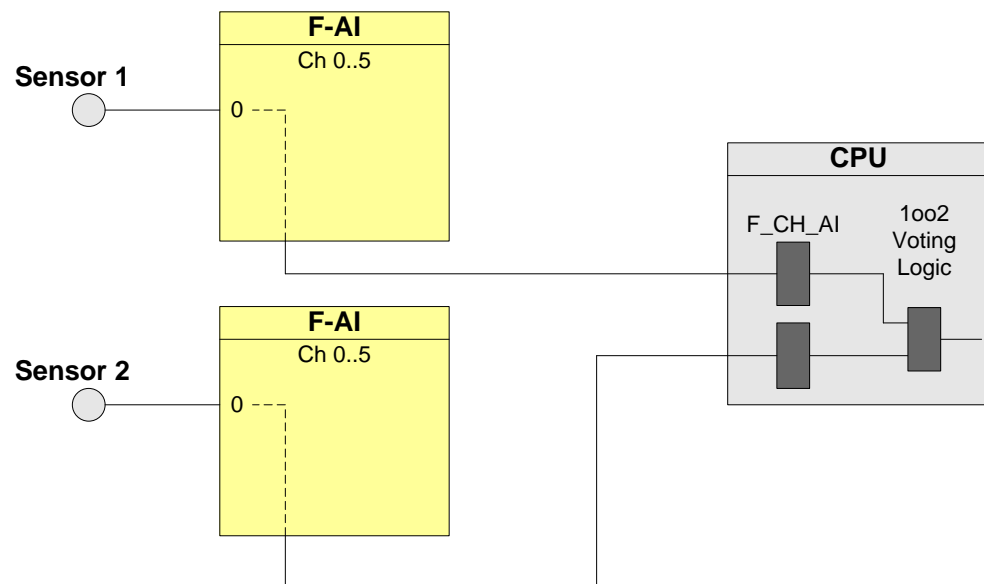 F-AI
Ch 0..5
Sensor 1
0
CPU
F_CH_AI
1oo2
Voting
Logic
F-AI
Ch 0..5
Sensor 2
0